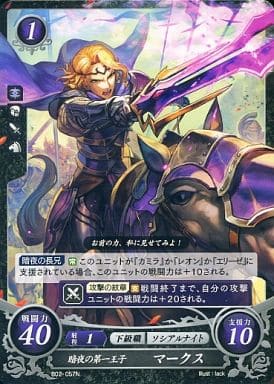 1
お前の力、私に見せてみよ！
暗夜の長兄
常 このユニットが『カミラ』か『レオン』か『エリーゼ』に
支援されている場合、このユニットの戦闘力は＋10される。
攻撃の紋章
支 戦闘終了まで、自分の攻撃
ユニットの戦闘力は＋20される。
戦闘力
40
射程
1
下級職
ソシアルナイト
支援力
10
暗夜の第一王子
マークス
B02-057N
Illust：lack